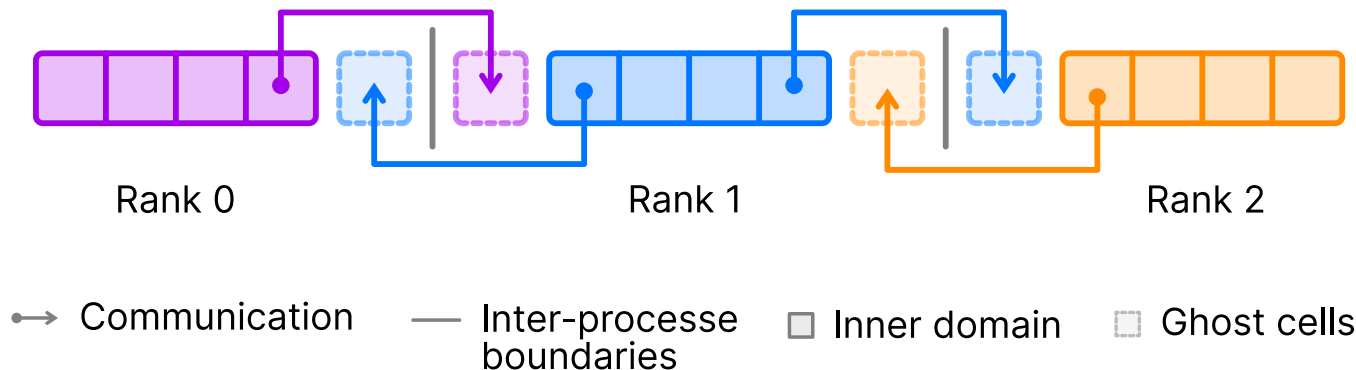 Rank 0
Rank 1
Rank 2
Communication
Inter-processe
boundaries
Inner domain
Ghost cells